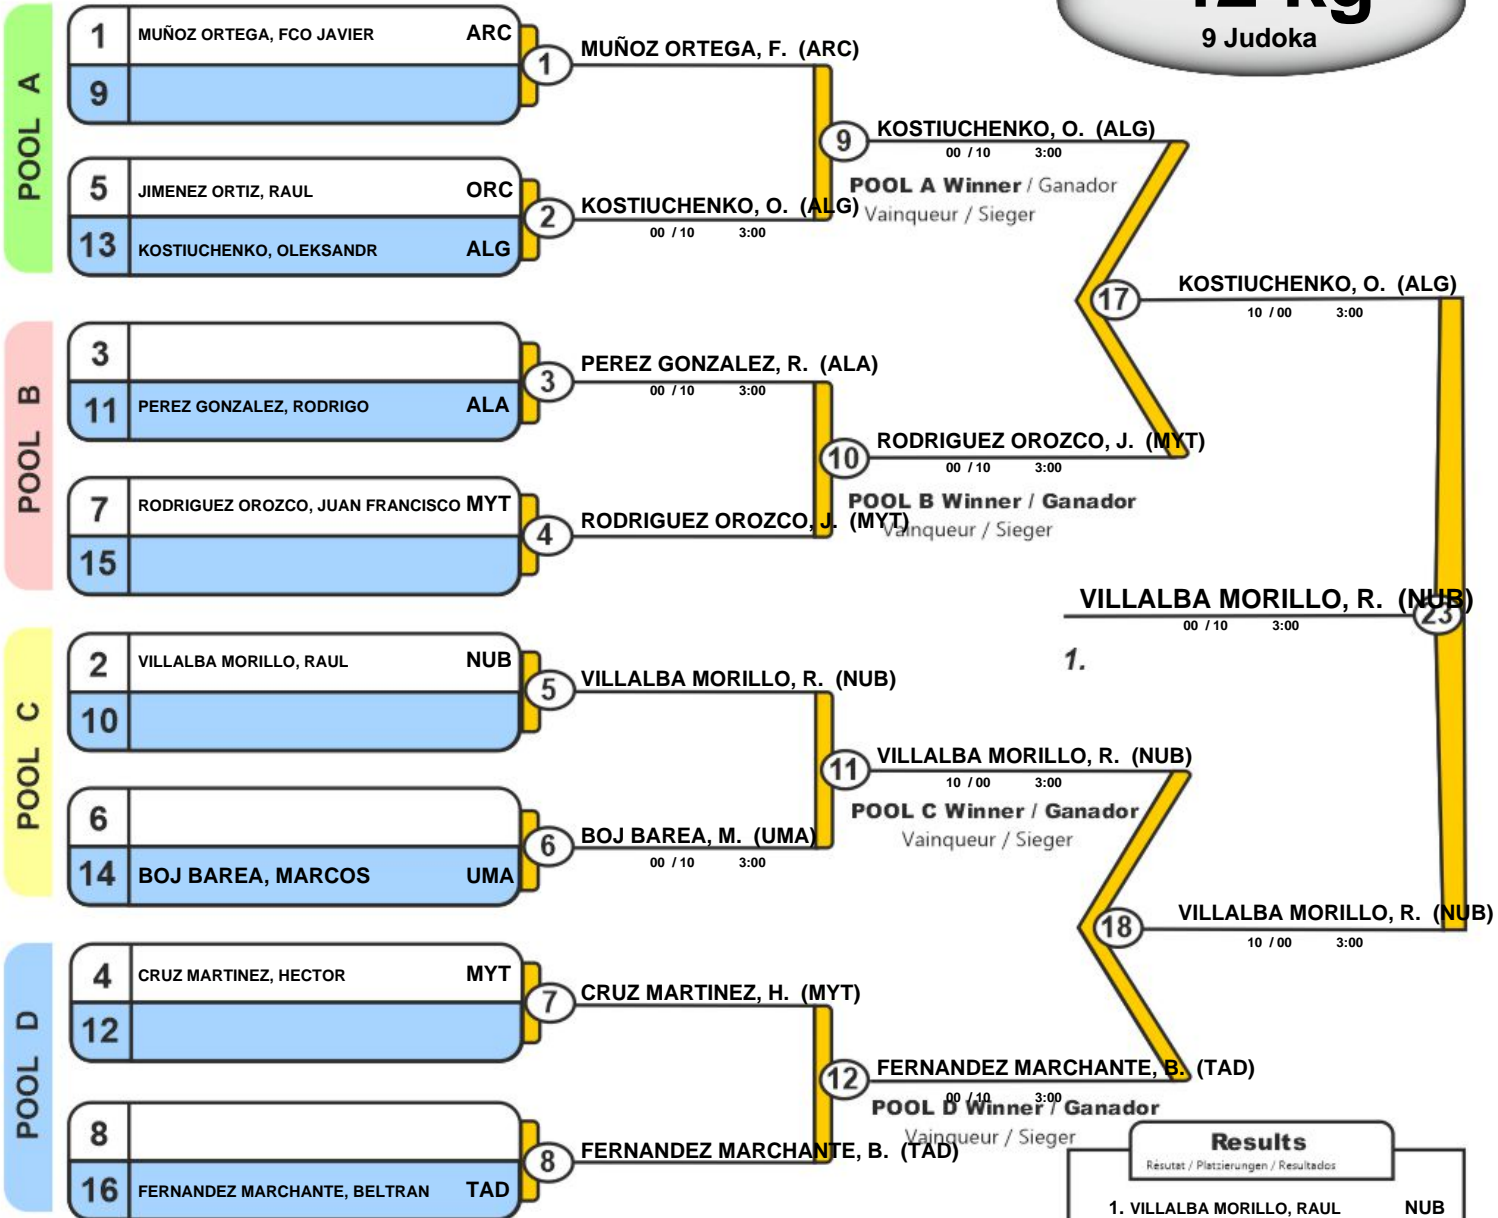 12 kg
9 Judoka
POOL A
1 MUÑOZ ORTEGA, FCO JAVIER ARC
9
5 JIMENEZ ORTIZ, RAUL ORC
13 KOSTIUCHENKO, OLEKSANDR ALG
1 MUÑOZ ORTEGA, F. (ARC)
2 KOSTIUCHENKO, O. (ALG)
00 / 10 3:00
9 KOSTIUCHENKO, O. (ALG)
00 / 10 3:00
POOL A Winner / Ganador
Vainqueur / Sieger
POOL B
3
11 PEREZ GONZALEZ, RODRIGO ALA
7 RODRIGUEZ OROZCO, JUAN FRANCISCO MYT
15
3 PEREZ GONZALEZ, R. (ALA)
00 / 10 3:00
4 RODRIGUEZ OROZCO, J. (MYT)
10 RODRIGUEZ OROZCO, J. (MYT)
00 / 10 3:00
POOL B Winner / Ganador
Vainqueur / Sieger
17 KOSTIUCHENKO, O. (ALG)
10 / 00 3:00
VILLALBA MORILLO, R. (NUB)
23
00 / 10 3:00
1.
POOL C
2 VILLALBA MORILLO, RAUL NUB
10
6
14 BOJ BAREA, MARCOS UMA
5 VILLALBA MORILLO, R. (NUB)
6 BOJ BAREA, M. (UMA)
00 / 10 3:00
11 VILLALBA MORILLO, R. (NUB)
10 / 00 3:00
POOL C Winner / Ganador
Vainqueur / Sieger
POOL D
4 CRUZ MARTINEZ, HECTOR MYT
12
8
16 FERNANDEZ MARCHANTE, BELTRAN TAD
7 CRUZ MARTINEZ, H. (MYT)
8 FERNANDEZ MARCHANTE, B. (TAD)
12 FERNANDEZ MARCHANTE, B. (TAD)
00 / 10 3:00
POOL D Winner / Ganador
Vainqueur / Sieger
18 VILLALBA MORILLO, R. (NUB)
10 / 00 3:00
Results
Résutat / Platzierungen / Resultados
1. VILLALBA MORILLO, RAUL NUB